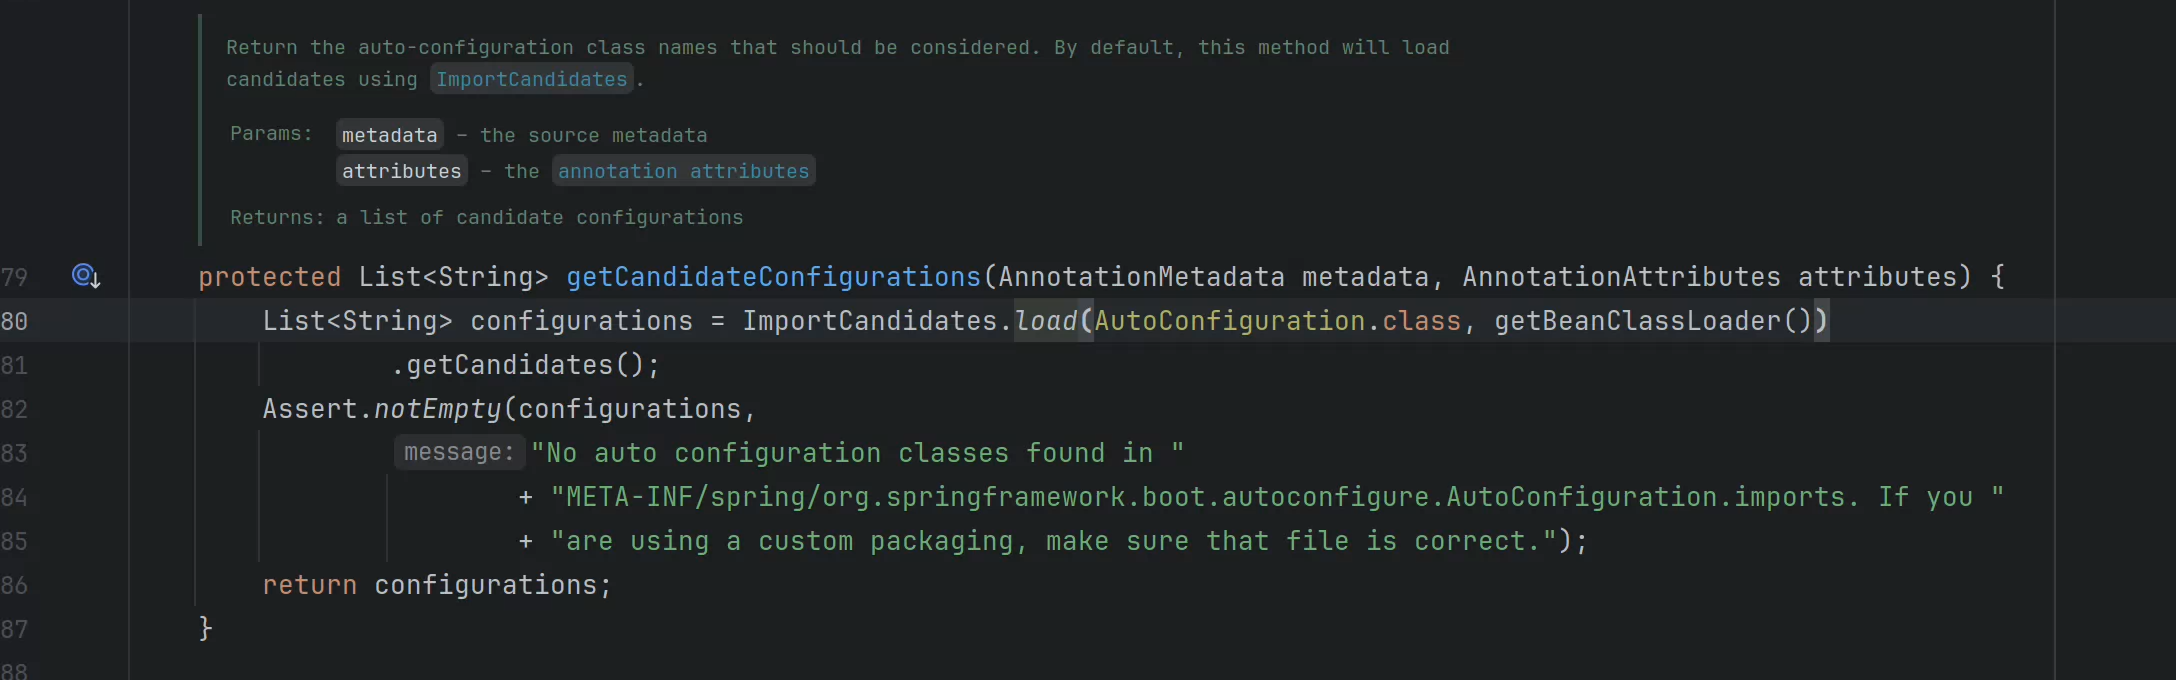 Return the auto-configuration class names that should be considered. By default, this method will load
candidates using ImportCandidates.
Params: metadata – the source metadata
attributes – the annotation attributes
Returns: a list of candidate configurations
79 protected List<String> getCandidateConfigurations(AnnotationMetadata metadata, AnnotationAttributes attributes) {
80 List<String> configurations = ImportCandidates.load(AutoConfiguration.class, getBeanClassLoader())
81 .getCandidates();
82 Assert.notEmpty(configurations,
83 message: "No auto configuration classes found in "
84 + "META-INF/spring/org.springframework.boot.autoconfigure.AutoConfiguration.imports. If you "
85 + "are using a custom packaging, make sure that file is correct.");
86 return configurations;
87 }
88